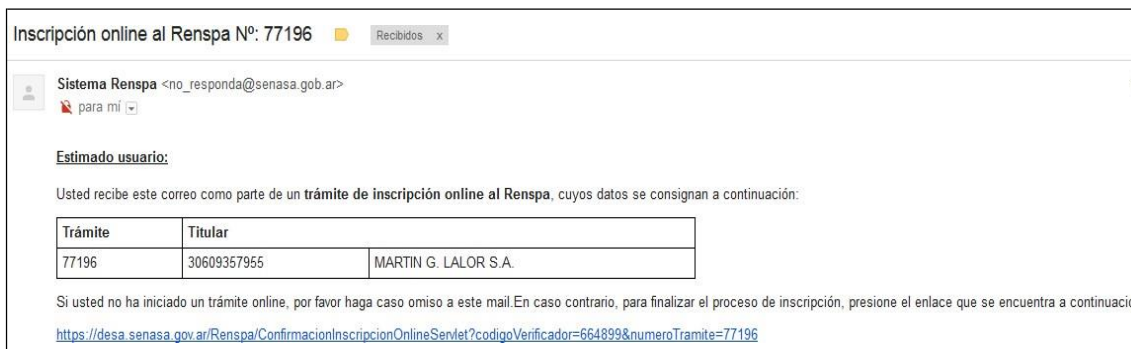 Inscripción online al Renspa Nº: 77196 Recibidos x
Sistema Renspa <no_responda@senasa.gob.ar>
para mí
Estimado usuario:
Usted recibe este correo como parte de un trámite de inscripción online al Renspa, cuyos datos se consignan a continuación:
Trámite Titular
77196 30609357955 MARTIN G. LALOR S.A.
Si usted no ha iniciado un trámite online, por favor haga caso omiso a este mail.En caso contrario, para finalizar el proceso de inscripción, presione el enlace que se encuentra a continuació
https://desa.senasa.gov.ar/Renspa/ConfirmacionInscripcionOnlineServlet?codigoVerificador=664899&numeroTramite=77196